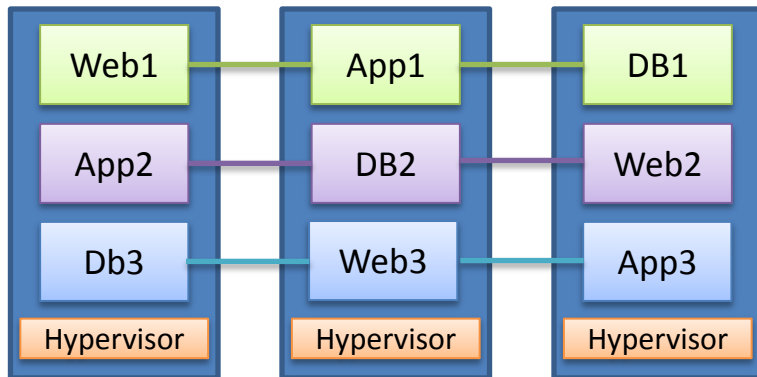 Web1
App1
DB1
App2
DB2
Web2
Db3
Web3
App3
Hypervisor
Hypervisor
Hypervisor